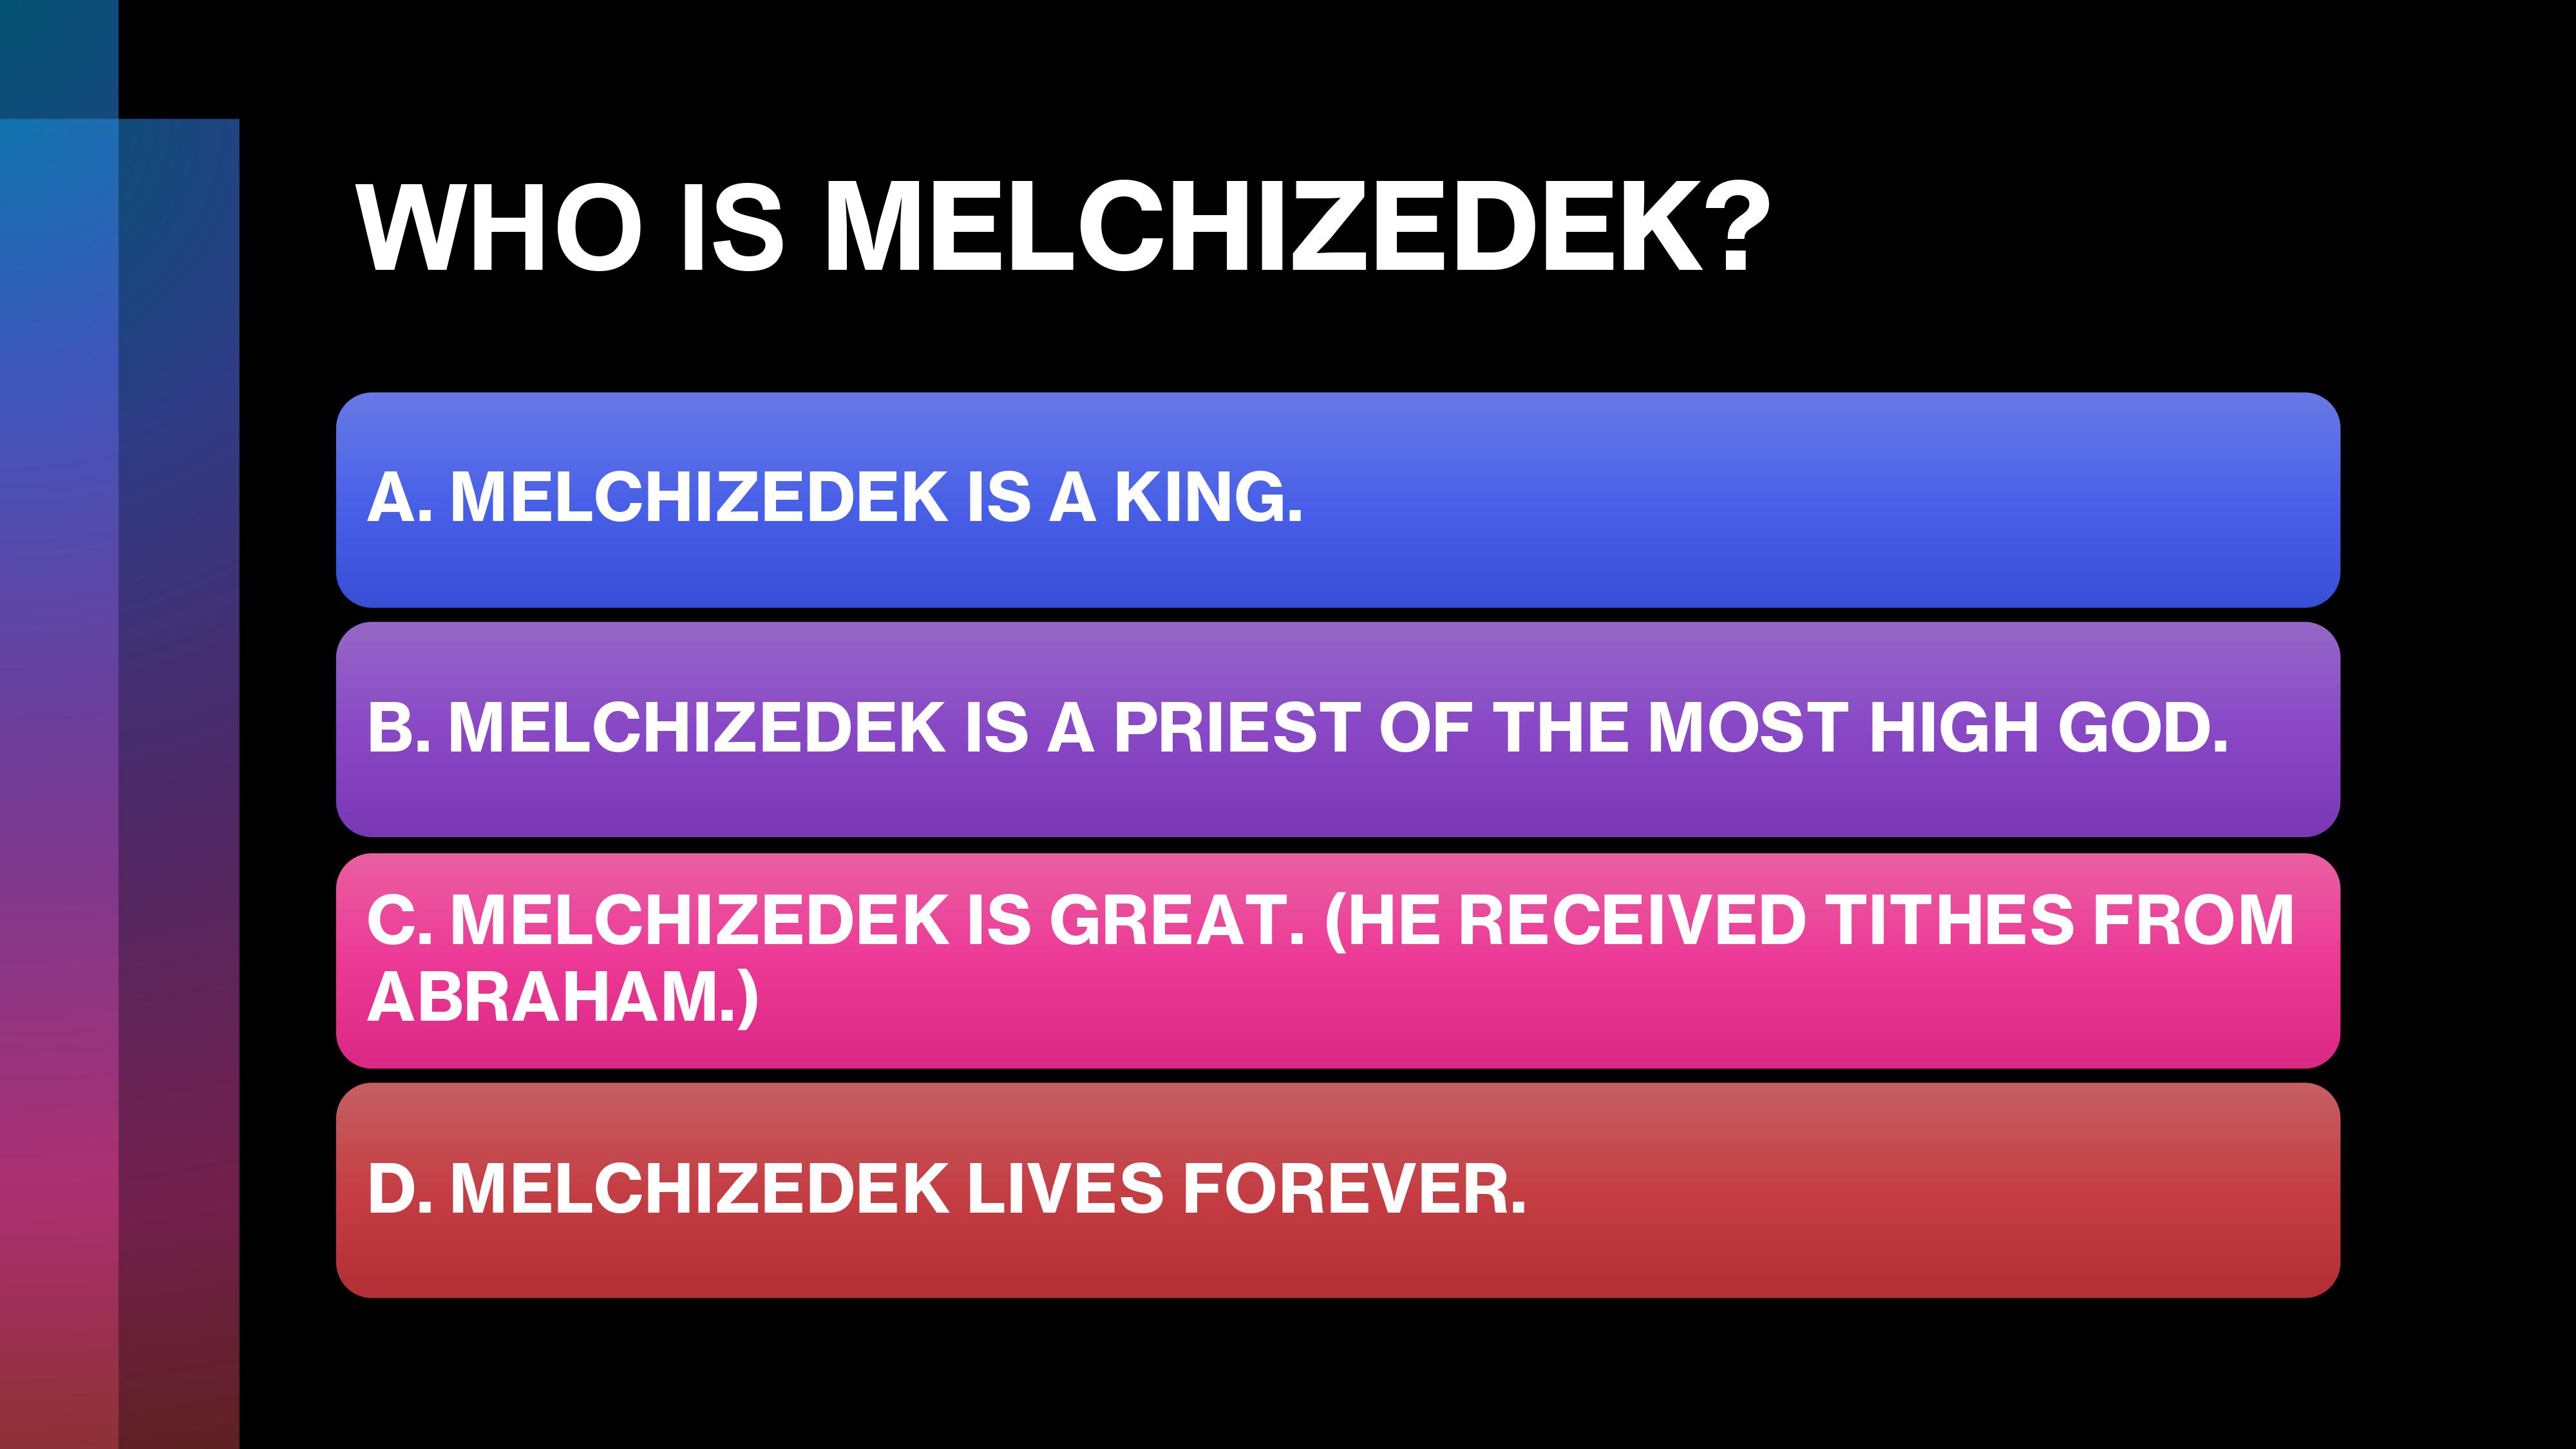 WHO IS MELCHIZEDEK?
A. MELCHIZEDEK IS A KING.
B. MELCHIZEDEK IS A PRIEST OF THE MOST HIGH GOD.
C. MELCHIZEDEK IS GREAT. (HE RECEIVED TITHES FROM
ABRAHAM.)
D. MELCHIZEDEK LIVES FOREVER.